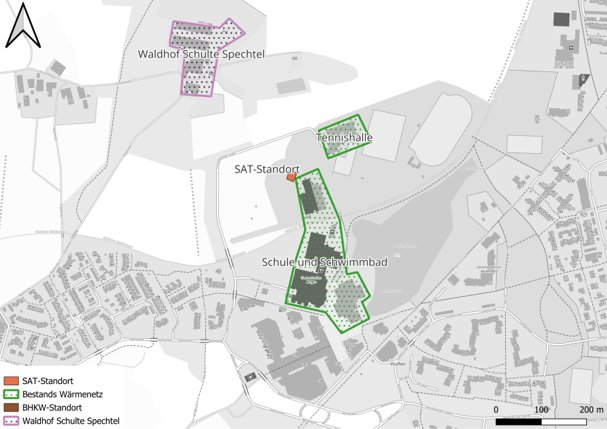 Waldhof Schulte Spechtel
Tennishalle
SAT-Standort
Schule und Schwimmbad
SAT-Standort
Bestands Wärmenetz
BHKW-Standort
Waldhof Schulte Spechtel
0 100 200 m